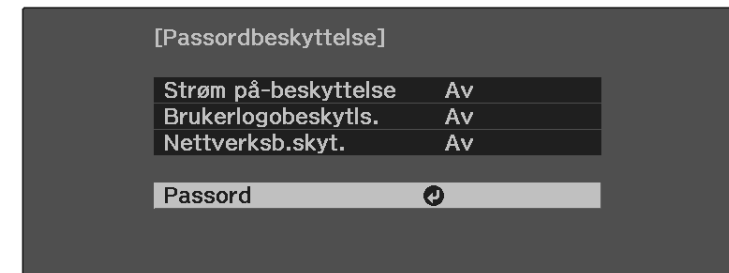 [Passordbeskyttelse]
Strøm på-beskyttelse Av
Brukerlogobeskytls. Av
Nettverksb.skyt. Av
Passord